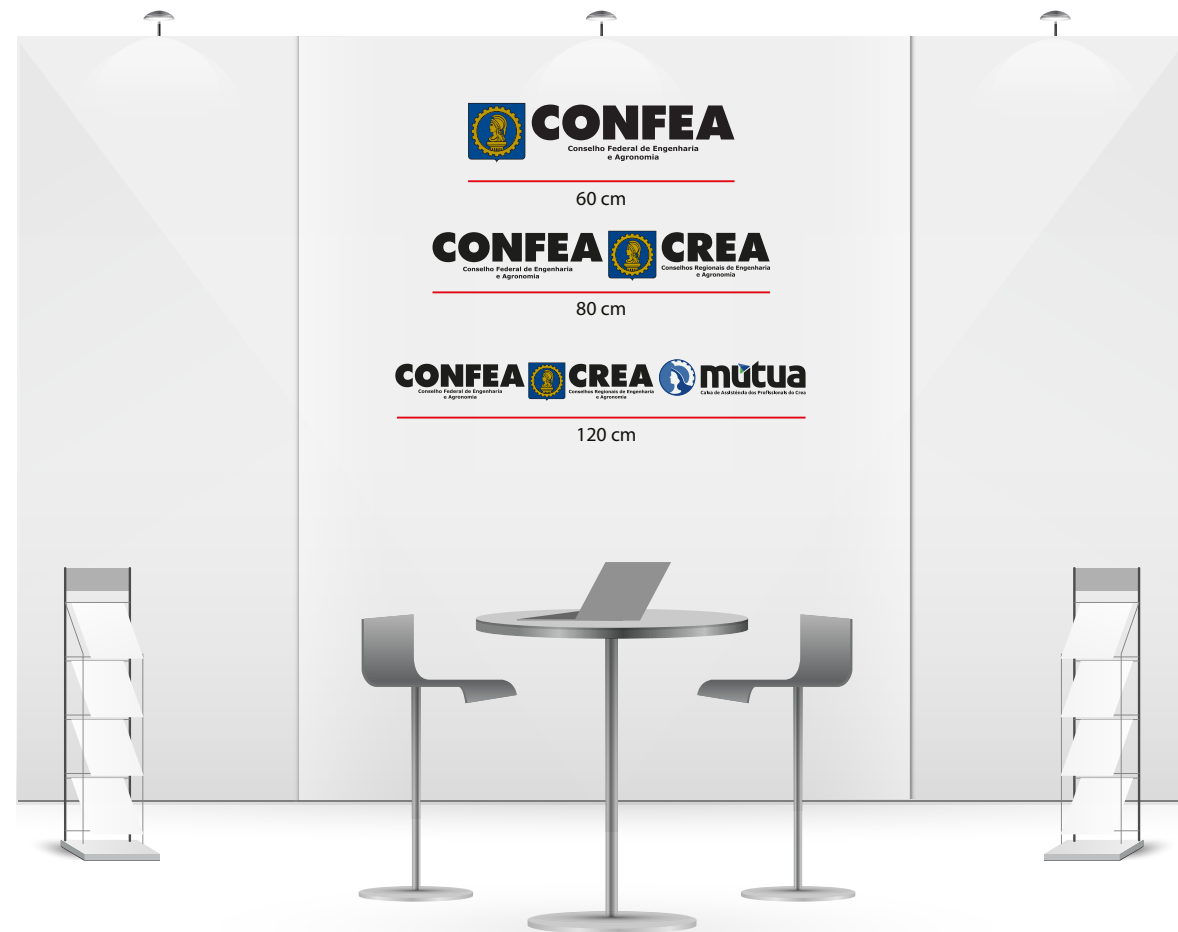 CONFEA
Conselho Federal de Engenharia
e Agronomia
60 cm
CONFEA CREA
Conselho Federal de Engenharia Conselhos Regionais de Engenharia
e Agronomia e Agronomia
80 cm
CONFEA CREA mútua
Conselho Federal de Engenharia Conselhos Regionais de Engenharia Caixa de Assistência dos Profissionais do Crea
e Agronomia e Agronomia
120 cm